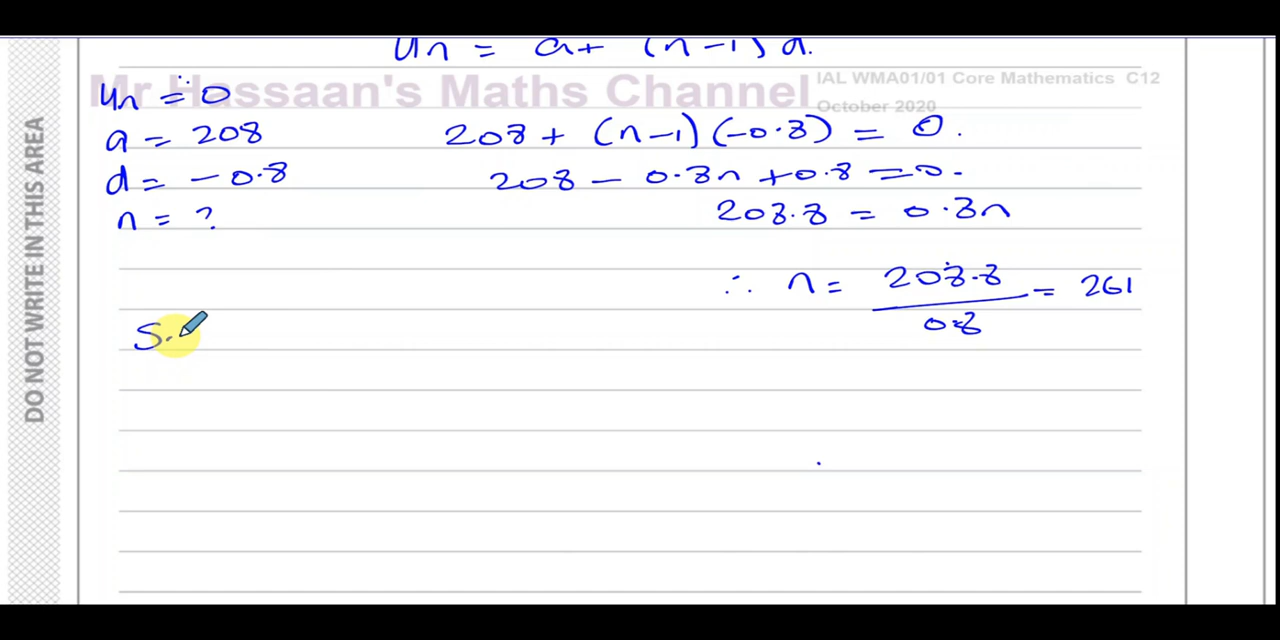 Un = a + (n-1) d.
Mr Hassaan's Maths Channel
IAL WMA01/01 Core Mathematics C12
October 2020
DO NOT WRITE IN THIS AREA
Un = 0
a = 208
d = -0.8
n = ?
208 + (n-1)(-0.8) = 0.
208 - 0.8n + 0.8 = 0.
208.8 = 0.8n
∴ n = 208.8 / 0.8 = 261
S